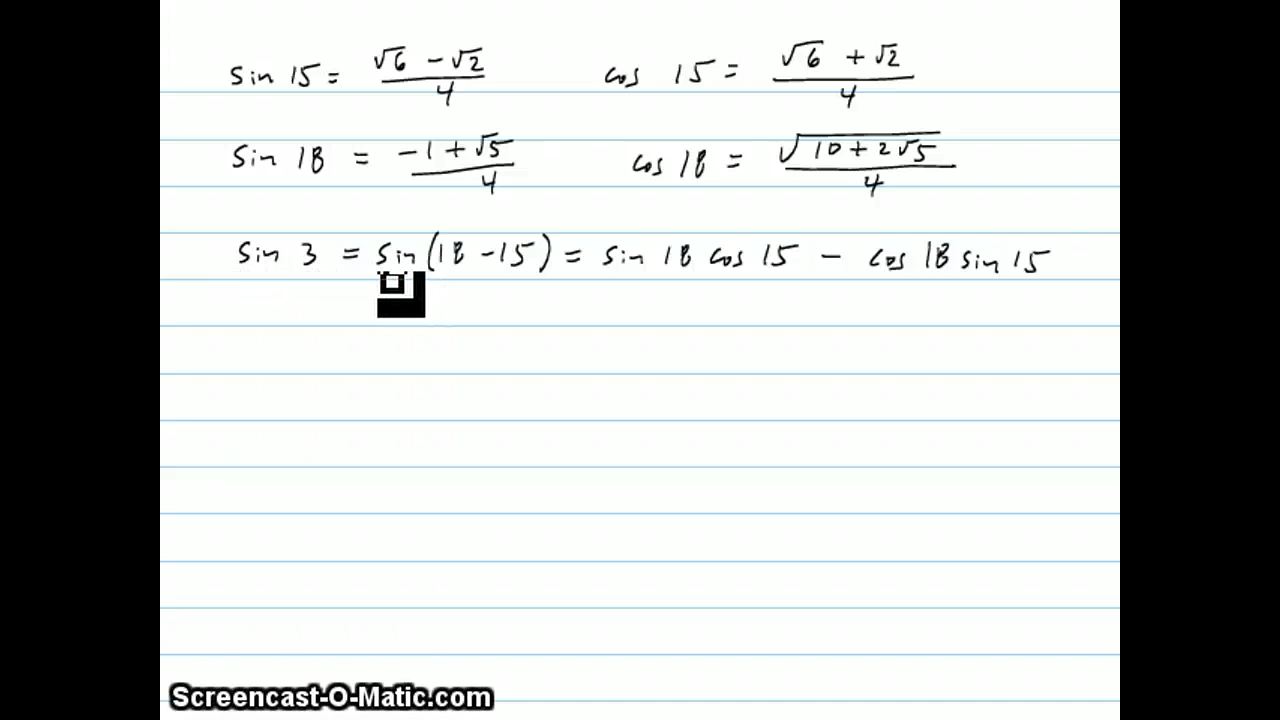 sin 15 = (√6 - √2)/4    cos 15 = (√6 + √2)/4
sin 18 = (-1 + √5)/4    cos 18 = √(10 + 2√5)/4
sin 3 = sin(18 - 15) = sin 18 cos 15 - cos 18 sin 15
Screencast-O-Matic.com